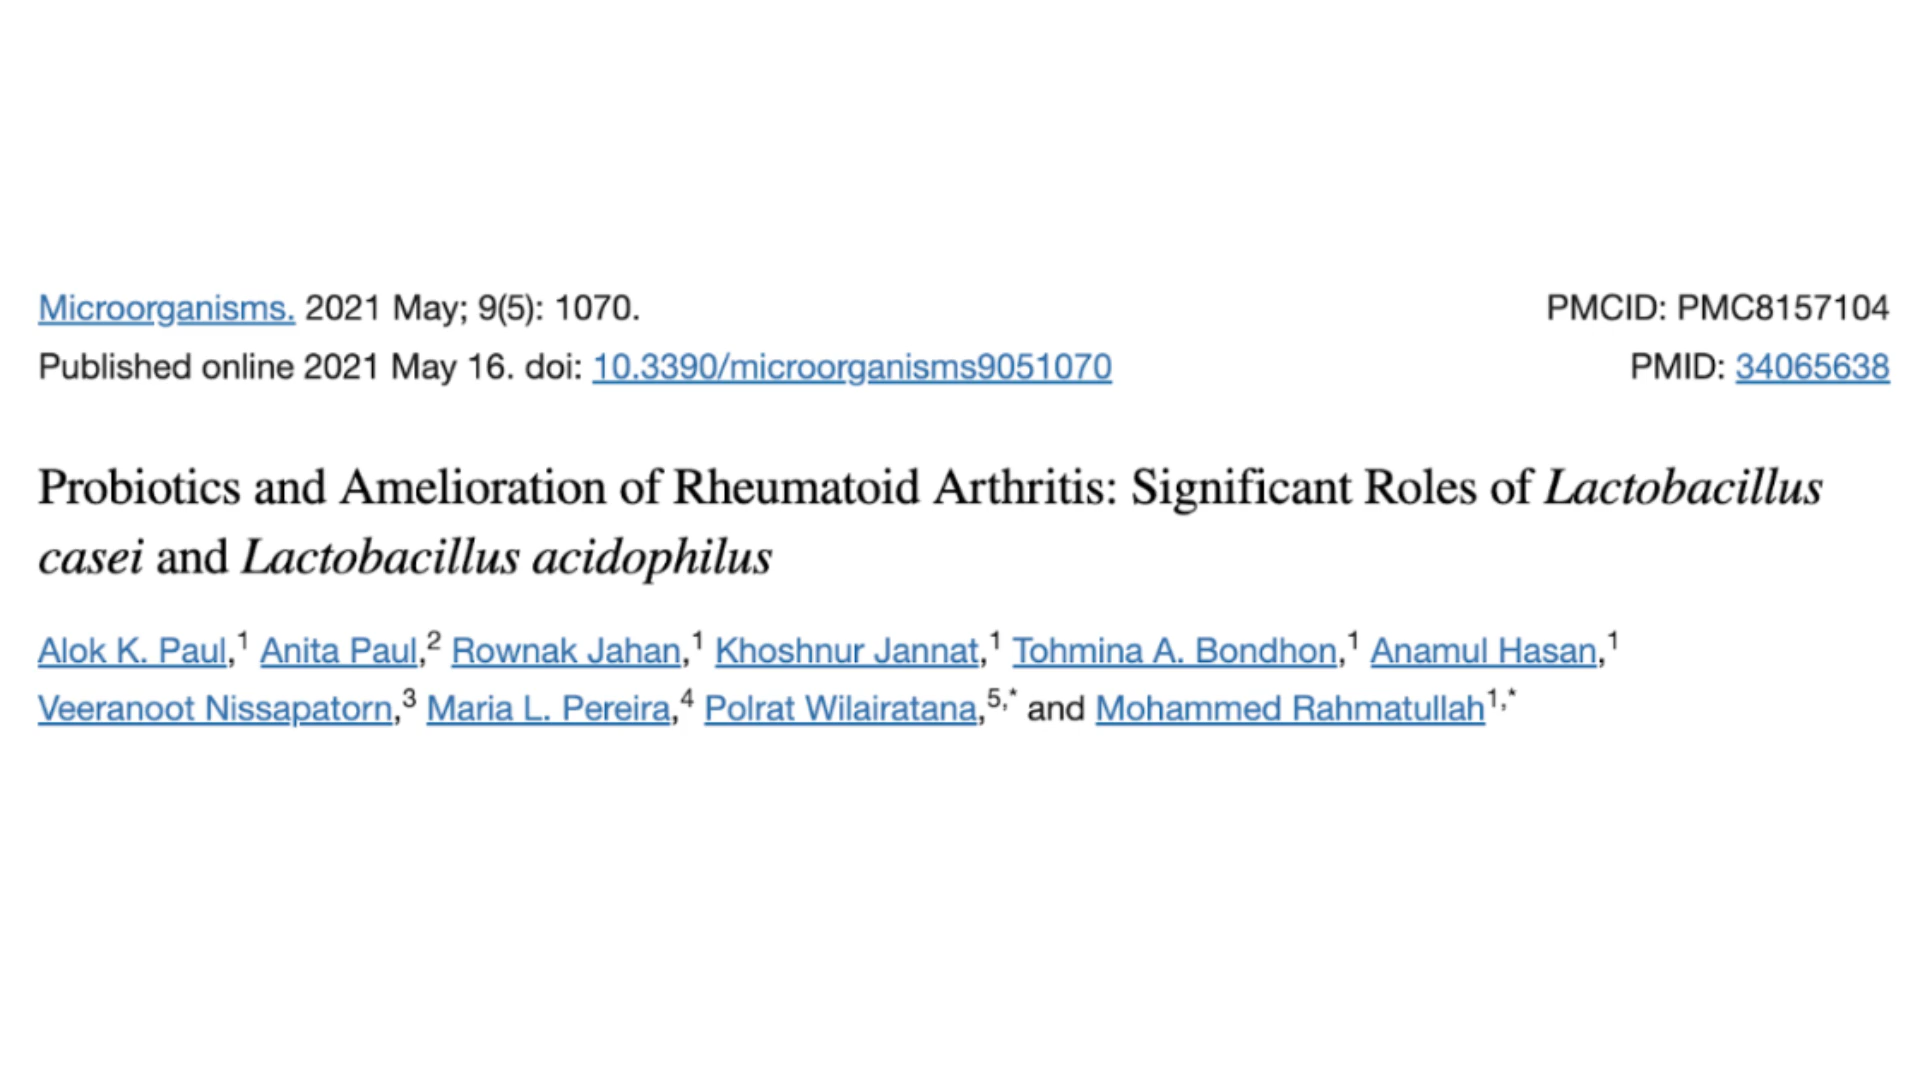 Microorganisms. 2021 May; 9(5): 1070. PMCID: PMC8157104
Published online 2021 May 16. doi: 10.3390/microorganisms9051070 PMID: 34065638
Probiotics and Amelioration of Rheumatoid Arthritis: Significant Roles of Lactobacillus
casei and Lactobacillus acidophilus
Alok K. Paul,1 Anita Paul,2 Rownak Jahan,1 Khoshnur Jannat,1 Tohmina A. Bondhon,1 Anamul Hasan,1
Veeranoot Nissapatorn,3 Maria L. Pereira,4 Polrat Wilairatana,5,* and Mohammed Rahmatullah1,*